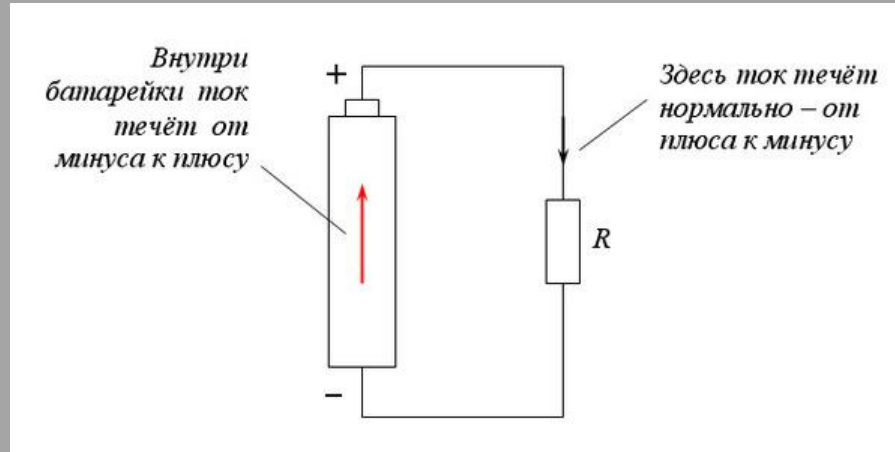 Внутри
батарейки ток
течёт от
минуса к плюсу
+
Здесь ток течёт
нормально – от
плюса к минусу
R
–